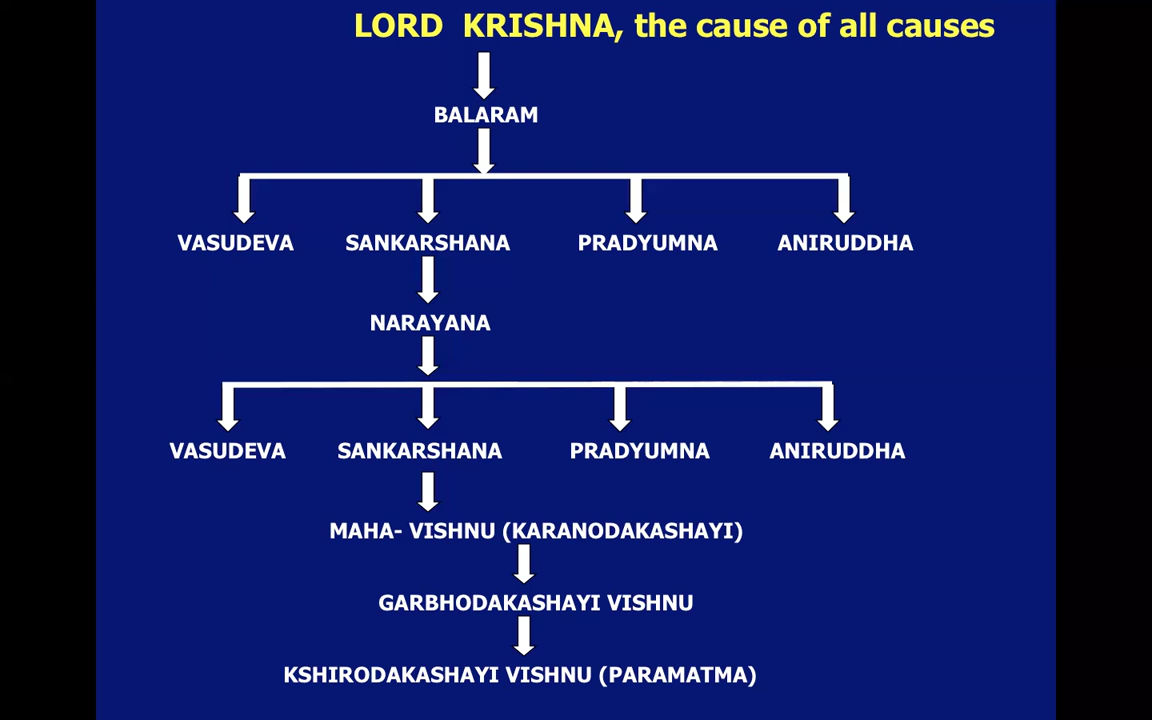 LORD KRISHNA, the cause of all causes
BALARAM
VASUDEVA SANKARSHANA PRADYUMNA ANIRUDDHA
NARAYANA
VASUDEVA SANKARSHANA PRADYUMNA ANIRUDDHA
MAHA- VISHNU (KARANODAKASHAYI)
GARBHODAKASHAYI VISHNU
KSHIRODAKASHAYI VISHNU (PARAMATMA)